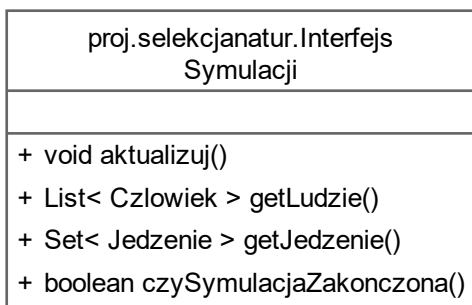 proj.selekcjanatur.Interfejs
Symulacji
+ void aktualizuj()
+ List< Czlowiek > getLudzie()
+ Set< Jedzenie > getJedzenie()
+ boolean czySymulacjaZakonczona()